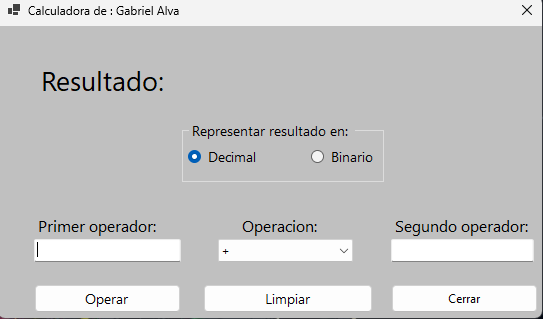 Calculadora de : Gabriel Alva
Resultado:
Representar resultado en:
Decimal Binario
Primer operador: Operacion: Segundo operador:
+
Operar Limpiar Cerrar